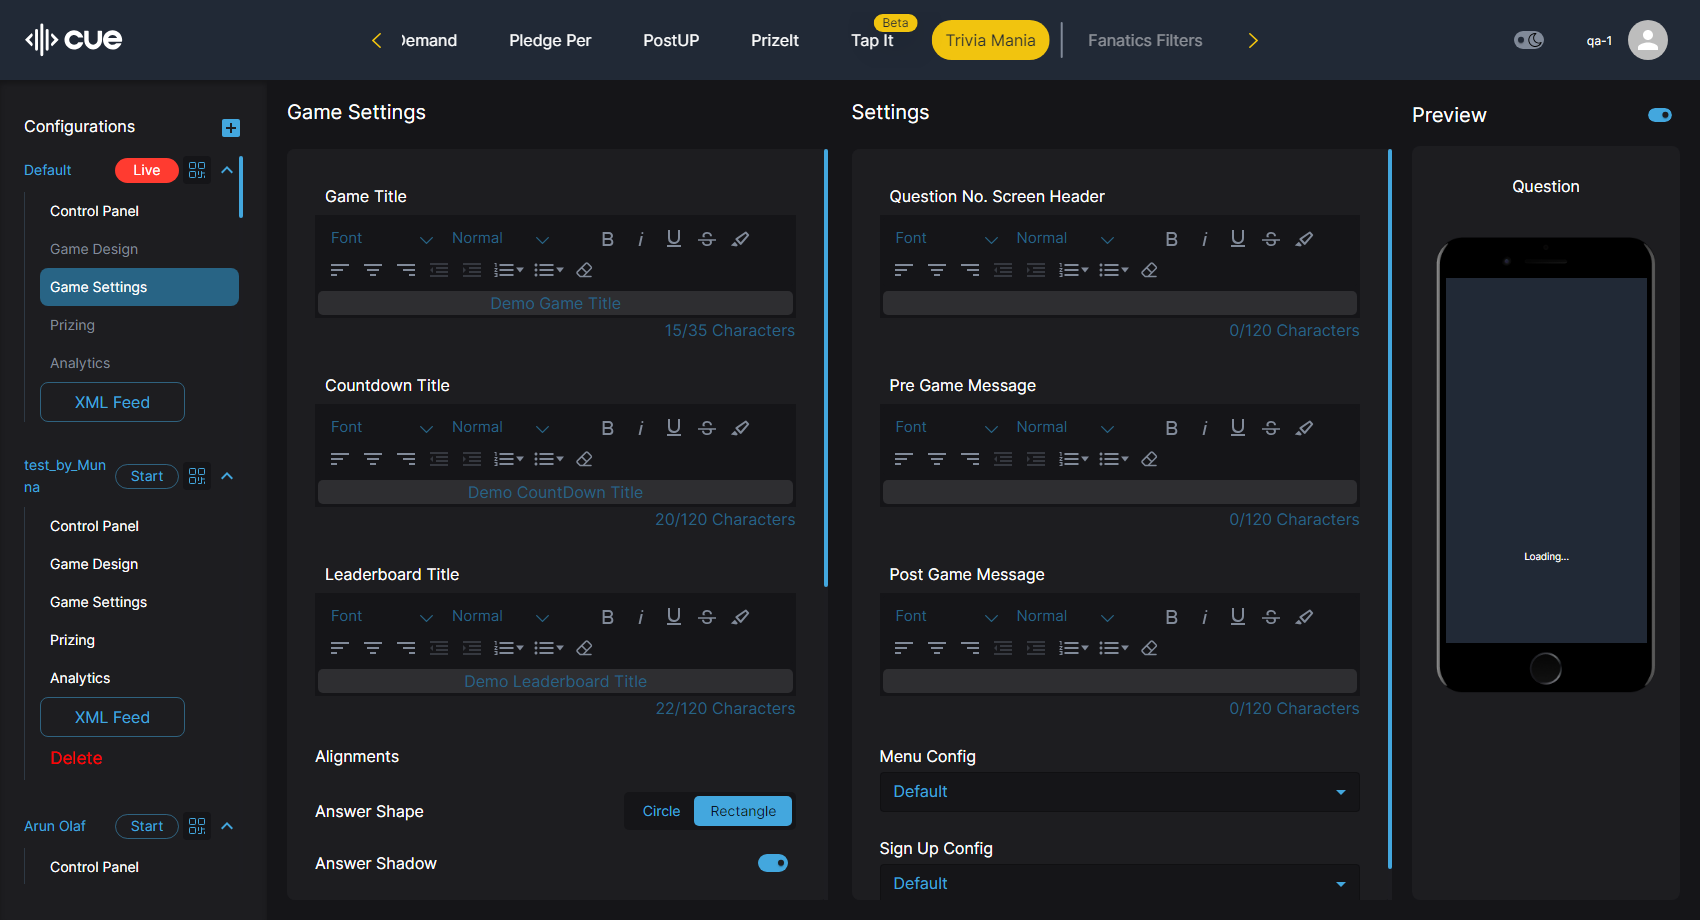 cue
Demand
Pledge Per
PostUP
PrizeIt
Tap It
Beta
Trivia Mania
Fanatics Filters
qa-1
Configurations
Default
Live
Control Panel
Game Design
Game Settings
Prizing
Analytics
XML Feed
test_by_Mun
na
Start
Control Panel
Game Design
Game Settings
Prizing
Analytics
XML Feed
Delete
Arun Olaf
Start
Control Panel
Game Settings
Game Title
Font
Normal
Demo Game Title
15/35 Characters
Countdown Title
Font
Normal
Demo CountDown Title
20/120 Characters
Leaderboard Title
Font
Normal
Demo Leaderboard Title
22/120 Characters
Alignments
Answer Shape
Circle
Rectangle
Answer Shadow
Settings
Question No. Screen Header
Font
Normal
0/120 Characters
Pre Game Message
Font
Normal
0/120 Characters
Post Game Message
Font
Normal
0/120 Characters
Menu Config
Default
Sign Up Config
Default
Preview
Question
Loading...